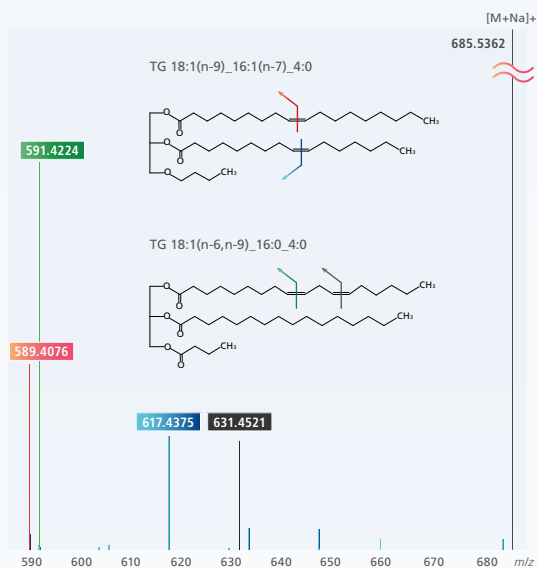 [M+Na]+
685.5362
TG 18:1(n-9)_16:1(n-7)_4:0
O
CH₃
O
591.4224
O
CH₃
O
O
CH₃
TG 18:1(n-6,n-9)_16:0_4:0
O
CH₃
O
O
CH₃
O
589.4076
O
CH₃
O
617.4375
631.4521
590 600 610 620 630 640 650 660 670 680 m/z